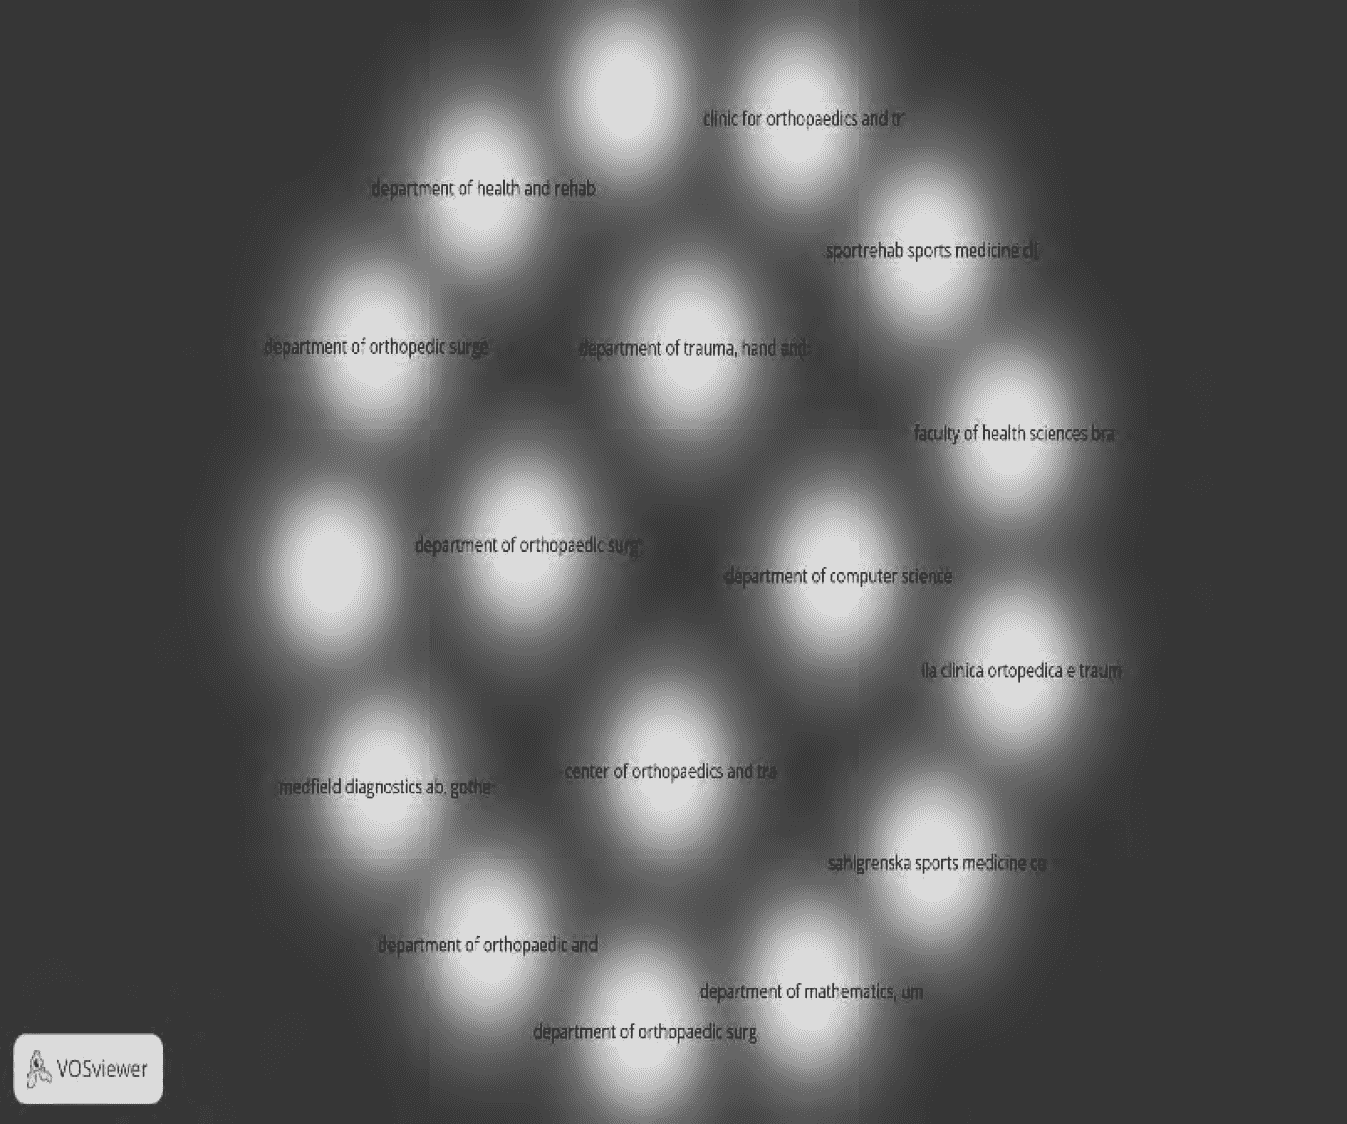 clinic for orthopaedics and tr
department of health and rehab
sportrehab sports medicine cli
department of orthopedic surge
department of trauma, hand and
faculty of health sciences bra
department of orthopaedic surg
department of computer science
lla clinica ortopedica e traum
center of orthopaedics and tra
medfield diagnostics ab, gothe
sahlgrenska sports medicine ce
department of orthopaedic and
department of mathematics, um
department of orthopaedic surg
VOSviewer